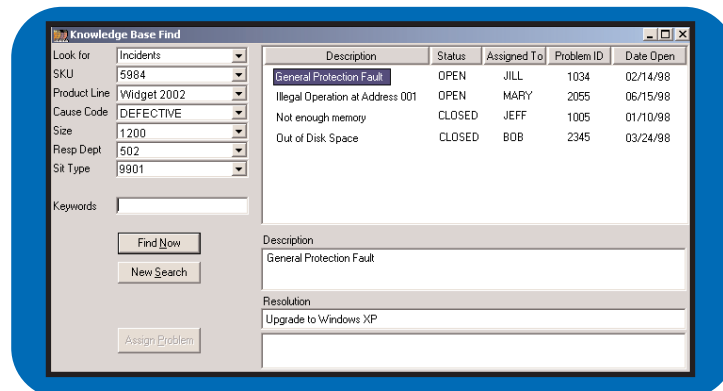 Knowledge Base Find
Look for Incidents
SKU 5984
Product Line Widget 2002
Cause Code DEFECTIVE
Size 1200
Resp Dept 502
Sit Type 9901
Keywords
Find Now
New Search
Assign Problem
Description Status Assigned To Problem ID Date Open
General Protection Fault OPEN JILL 1034 02/14/98
Illegal Operation at Address 001 OPEN MARY 2055 06/15/98
Not enough memory CLOSED JEFF 1005 01/10/98
Out of Disk Space CLOSED BOB 2345 03/24/98
Description
General Protection Fault
Resolution
Upgrade to Windows XP